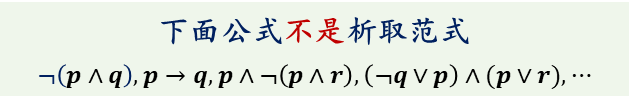 下面公式不是析取范式
¬(p ∧ q), p → q, p ∧ ¬(p ∧ r), (¬q ∨ p) ∧ (p ∨ r), ⋯